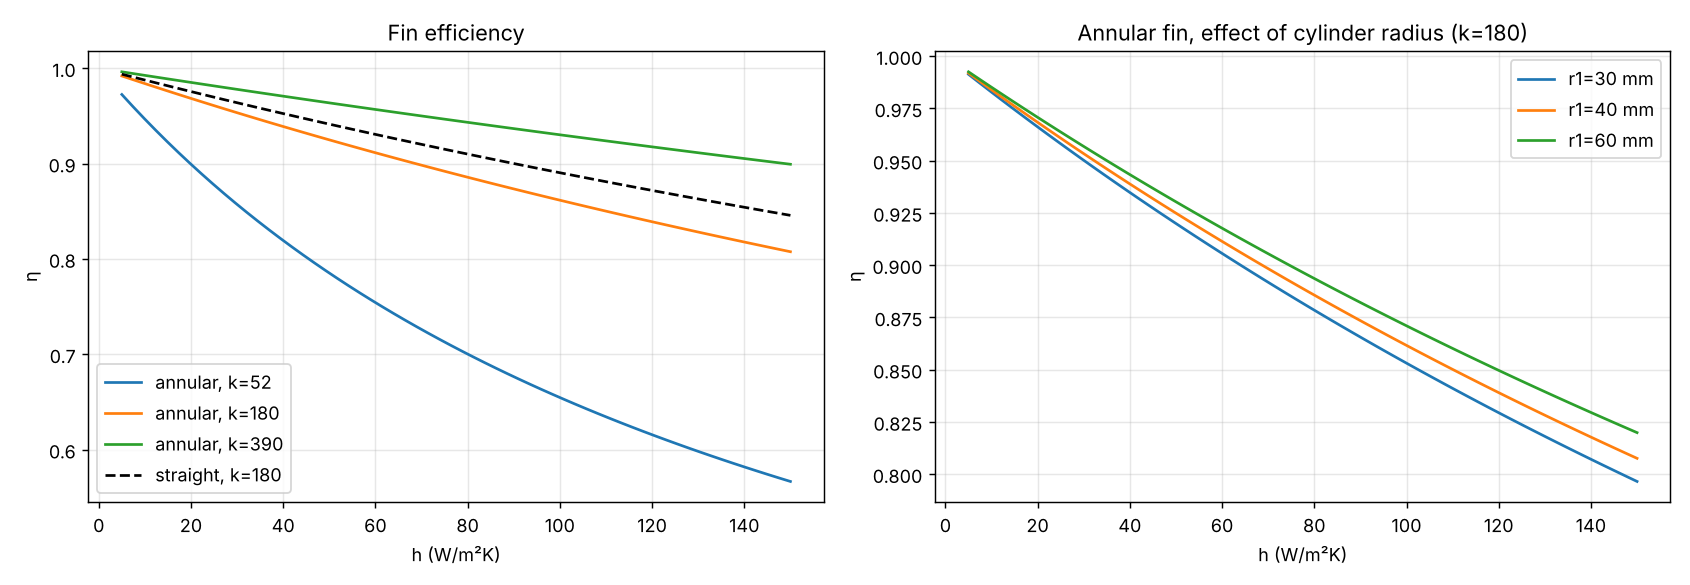 Fin efficiency
η
1.0
0.9
0.8
0.7
0.6
annular, k=52
annular, k=180
annular, k=390
straight, k=180
0 20 40 60 80 100 120 140
h (W/m²K)
Annular fin, effect of cylinder radius (k=180)
η
1.000
0.975
0.950
0.925
0.900
0.875
0.850
0.825
0.800
r1=30 mm
r1=40 mm
r1=60 mm
0 20 40 60 80 100 120 140
h (W/m²K)